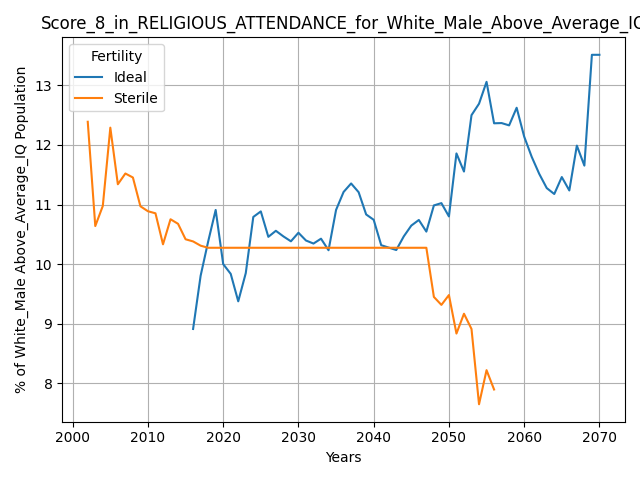 Score_8_in_RELIGIOUS_ATTENDANCE_for_White_Male_Above_Average_IQ
Fertility
Ideal
Sterile
% of White_Male Above_Average_IQ Population
13
12
11
10
9
8
2000 2010 2020 2030 2040 2050 2060 2070
Years